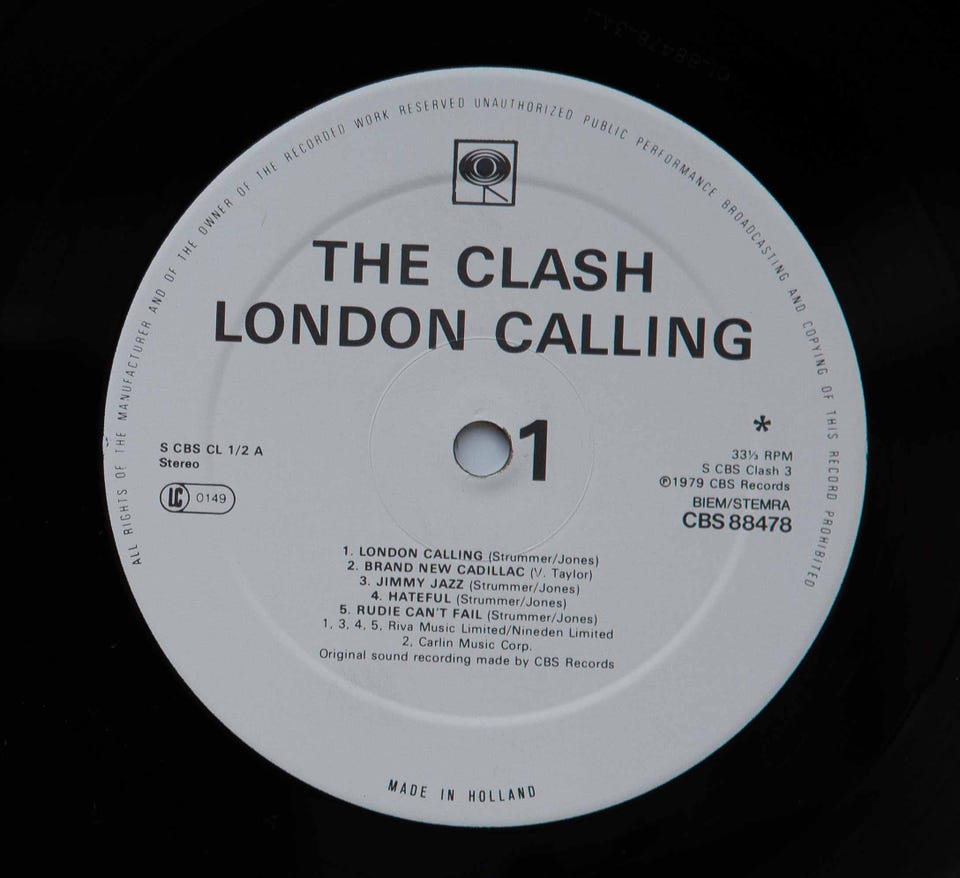 ALL RIGHTS OF THE MANUFACTURER AND OF THE OWNER OF THE RECORDED WORK RESERVED UNAUTHORIZED PUBLIC PERFORMANCE BROADCASTING AND COPYING OF THIS RECORD PROHIBITED
THE CLASH
LONDON CALLING
1
S CBS CL 1/2 A
Stereo
LC 0149
*
33⅓ RPM
S CBS Clash 3
℗1979 CBS Records
BIEM/STEMRA
CBS 88478
1. LONDON CALLING (Strummer/Jones)
2. BRAND NEW CADILLAC (V. Taylor)
3. JIMMY JAZZ (Strummer/Jones)
4. HATEFUL (Strummer/Jones)
5. RUDIE CAN'T FAIL (Strummer/Jones)
1, 3, 4, 5, Riva Music Limited/Nineden Limited
2, Carlin Music Corp.
Original sound recording made by CBS Records
MADE IN HOLLAND